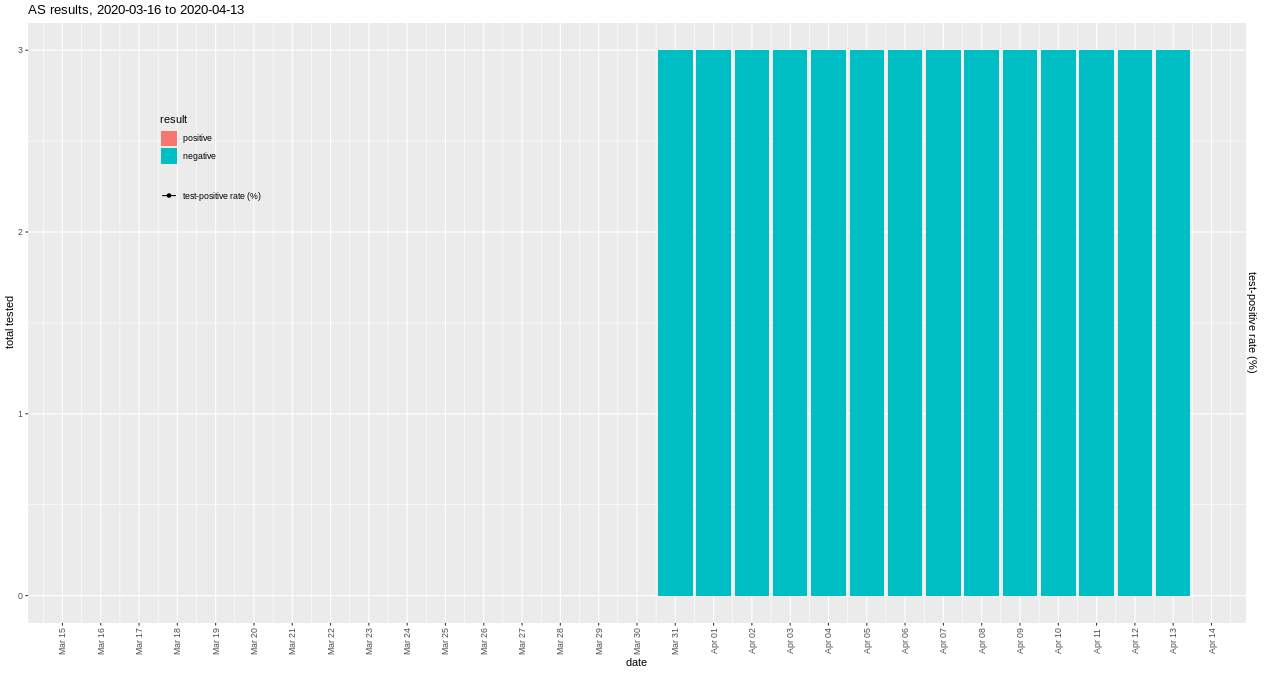 AS results, 2020-03-16 to 2020-04-13
3
2
1
0
total tested
result
positive
negative
test-positive rate (%)
test-positive rate (%)
Mar 15
Mar 16
Mar 17
Mar 18
Mar 19
Mar 20
Mar 21
Mar 22
Mar 23
Mar 24
Mar 25
Mar 26
Mar 27
Mar 28
Mar 29
Mar 30
Mar 31
Apr 01
Apr 02
Apr 03
Apr 04
Apr 05
Apr 06
Apr 07
Apr 08
Apr 09
Apr 10
Apr 11
Apr 12
Apr 13
Apr 14
date